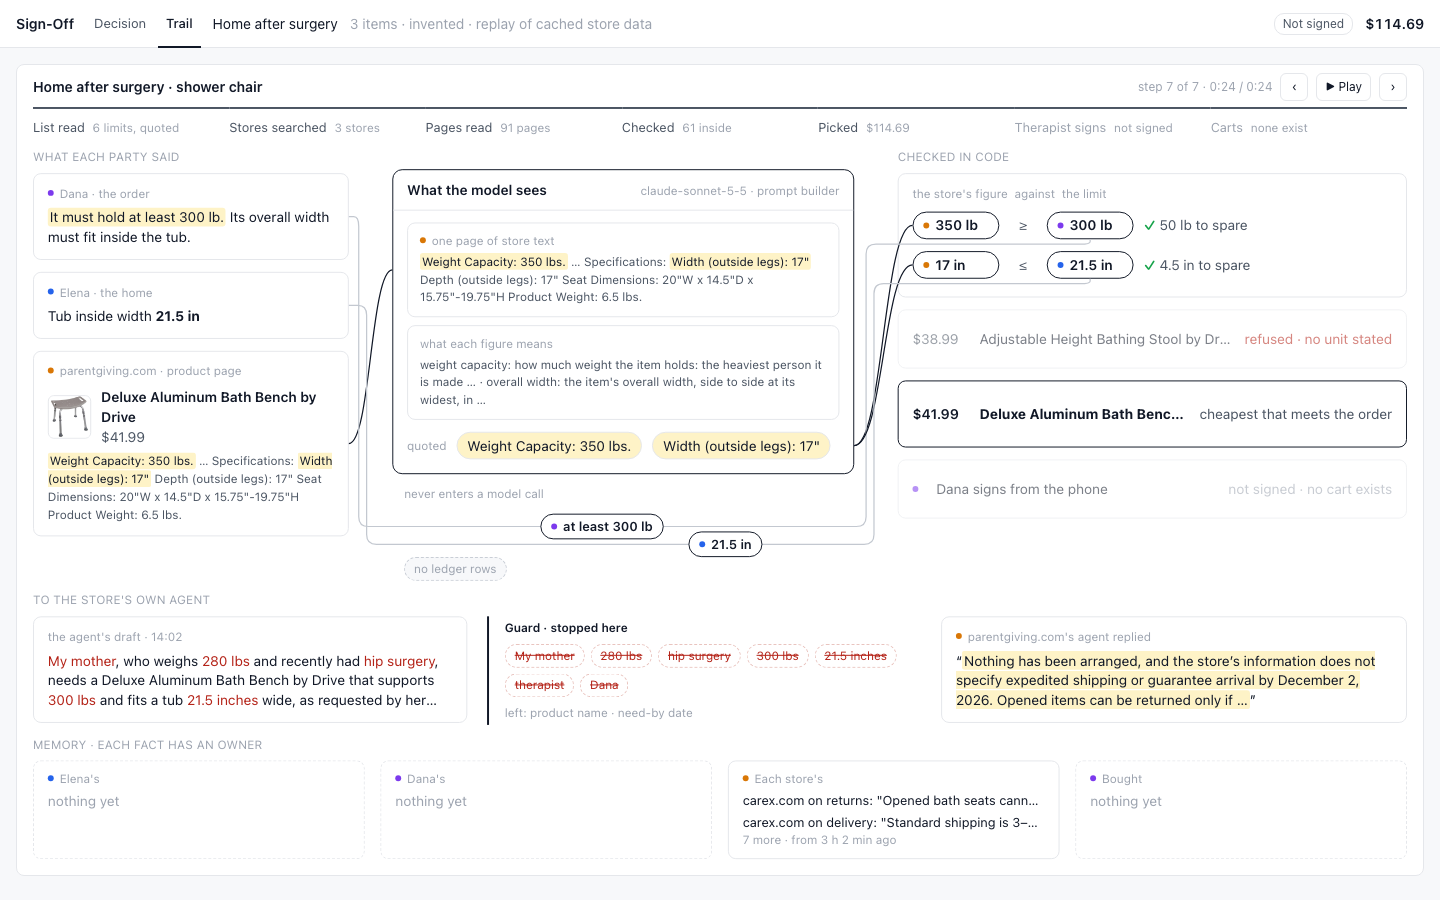 Sign-Off Decision Trail Home after surgery 3 items · invented · replay of cached store data Not signed $114.69
Home after surgery · shower chair step 7 of 7 · 0:24 / 0:24 ‹ ▶ Play ›
List read 6 limits, quoted Stores searched 3 stores Pages read 91 pages Checked 61 inside Picked $114.69 Therapist signs not signed Carts none exist
WHAT EACH PARTY SAID
Dana · the order
It must hold at least 300 lb. Its overall width
must fit inside the tub.
Elena · the home
Tub inside width 21.5 in
parentgiving.com · product page
Deluxe Aluminum Bath Bench by
Drive
$41.99
Weight Capacity: 350 lbs. ... Specifications: Width
(outside legs): 17" Depth (outside legs): 17" Seat
Dimensions: 20"W x 14.5"D x 15.75"-19.75"H
Product Weight: 6.5 lbs.
What the model sees claude-sonnet-5-5 · prompt builder
one page of store text
Weight Capacity: 350 lbs. ... Specifications: Width (outside legs): 17"
Depth (outside legs): 17" Seat Dimensions: 20"W x 14.5"D x
15.75"-19.75"H Product Weight: 6.5 lbs.
what each figure means
weight capacity: how much weight the item holds: the heaviest person it
is made ... · overall width: the item's overall width, side to side at its
widest, in ...
quoted Weight Capacity: 350 lbs. Width (outside legs): 17"
never enters a model call
at least 300 lb
21.5 in
no ledger rows
CHECKED IN CODE
the store's figure against the limit
350 lb ≥ 300 lb ✓ 50 lb to spare
17 in ≤ 21.5 in ✓ 4.5 in to spare
$38.99 Adjustable Height Bathing Stool by Dr... refused · no unit stated
$41.99 Deluxe Aluminum Bath Benc... cheapest that meets the order
Dana signs from the phone not signed · no cart exists
TO THE STORE'S OWN AGENT
the agent's draft · 14:02
My mother, who weighs 280 lbs and recently had hip surgery,
needs a Deluxe Aluminum Bath Bench by Drive that supports
300 lbs and fits a tub 21.5 inches wide, as requested by her...
Guard · stopped here
My mother 280 lbs hip surgery 300 lbs 21.5 inches
therapist Dana
left: product name · need-by date
parentgiving.com's agent replied
“Nothing has been arranged, and the store’s information does not
specify expedited shipping or guarantee arrival by December 2,
2026. Opened items can be returned only if ...”
MEMORY · EACH FACT HAS AN OWNER
Elena's
nothing yet
Dana's
nothing yet
Each store's
carex.com on returns: "Opened bath seats cann...
carex.com on delivery: "Standard shipping is 3–...
7 more · from 3 h 2 min ago
Bought
nothing yet